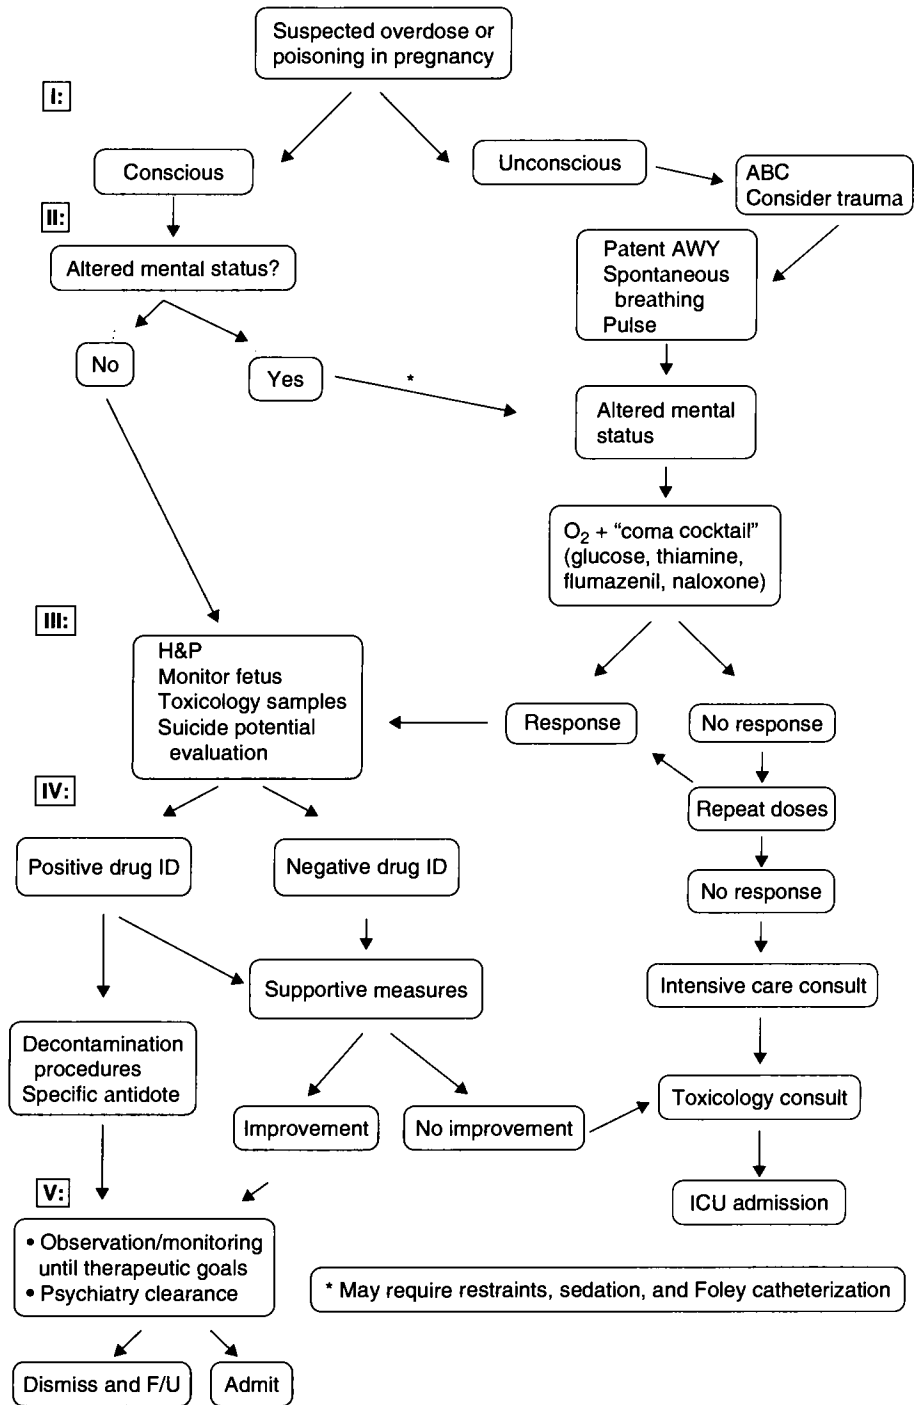 Suspected overdose or
poisoning in pregnancy
I:
Conscious
Unconscious
ABC
Consider trauma
II:
Altered mental status?
Patent AWY
Spontaneous
breathing
Pulse
No
Yes
*
Altered mental
status
O2 + “coma cocktail”
(glucose, thiamine,
flumazenil, naloxone)
III:
H&P
Monitor fetus
Toxicology samples
Suicide potential
evaluation
Response
No response
IV:
Repeat doses
Positive drug ID
Negative drug ID
No response
Supportive measures
Intensive care consult
Decontamination
procedures
Specific antidote
Improvement
No improvement
Toxicology consult
V:
ICU admission
• Observation/monitoring
until therapeutic goals
• Psychiatry clearance
* May require restraints, sedation, and Foley catheterization
Dismiss and F/U
Admit